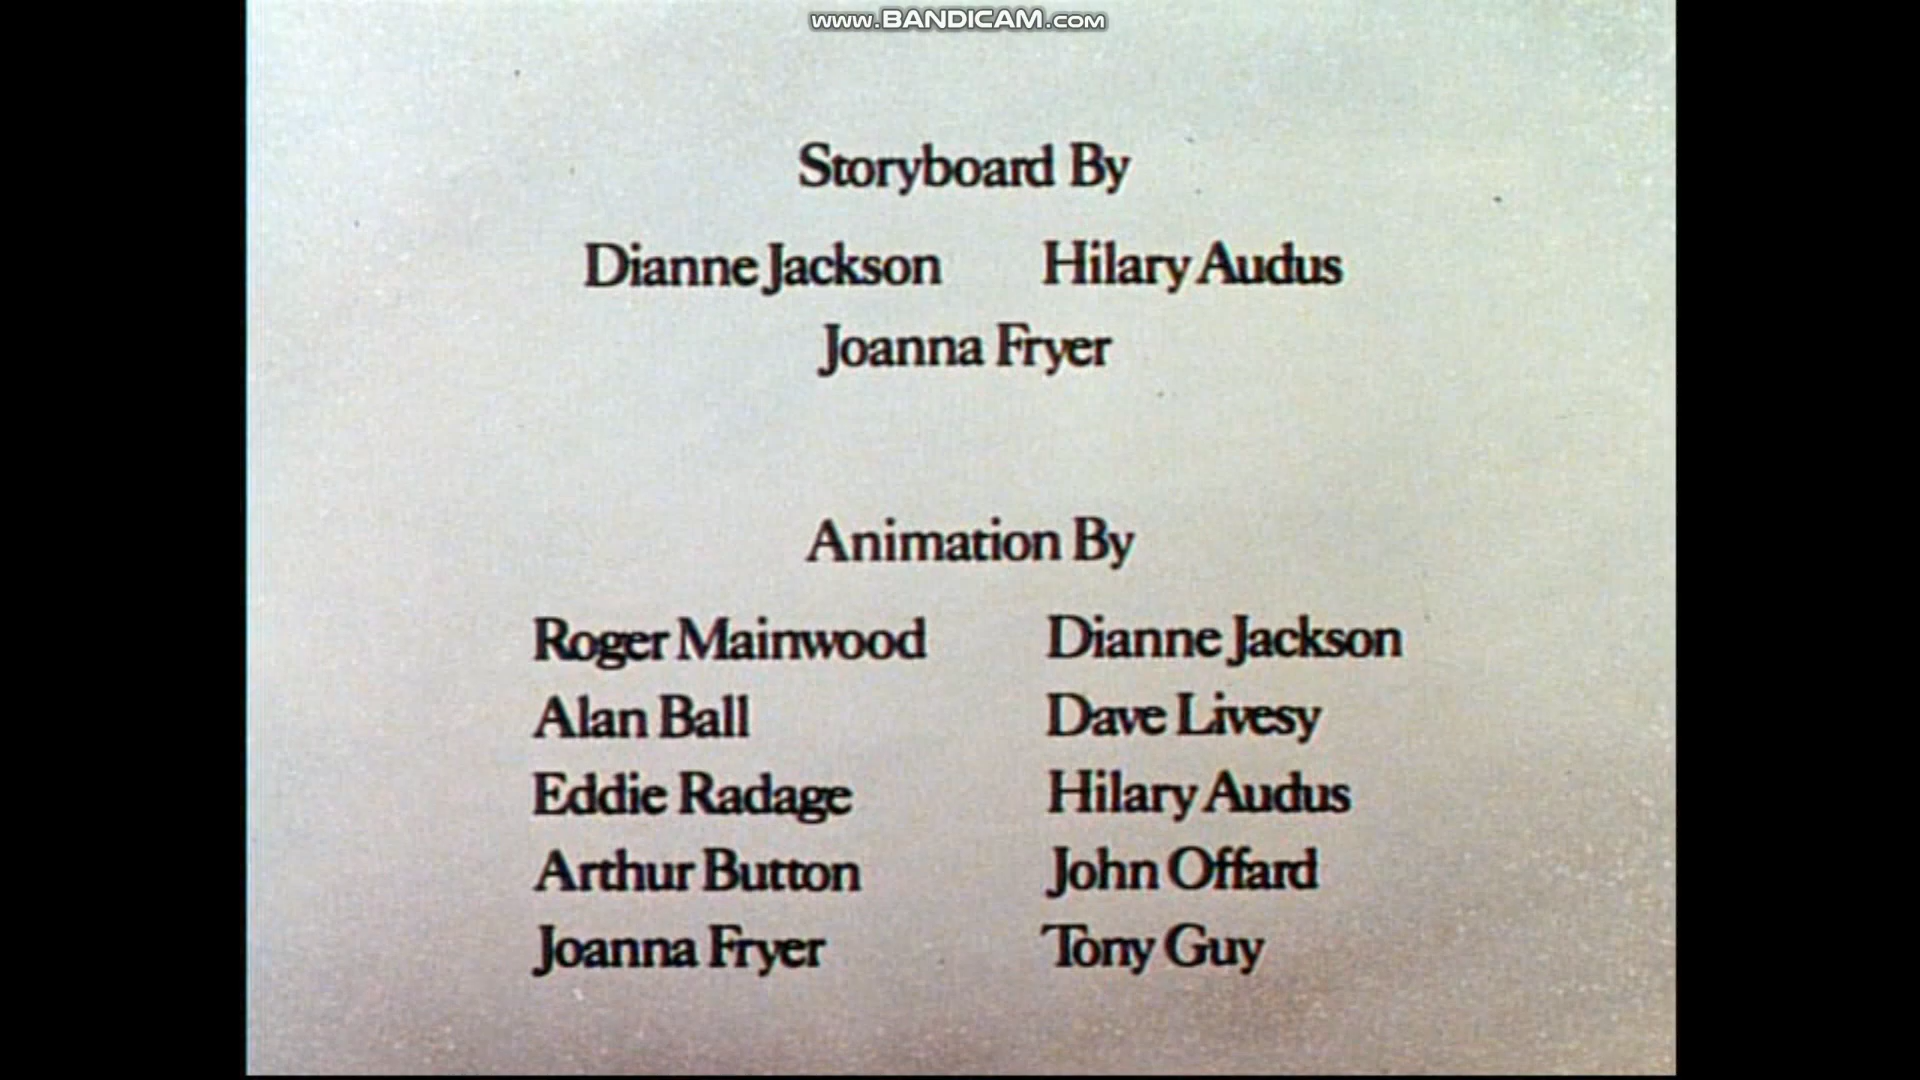 www.BANDICAM.com
Storyboard By
Dianne Jackson Hilary Audus
Joanna Fryer
Animation By
Roger Mainwood Dianne Jackson
Alan Ball Dave Livesy
Eddie Radage Hilary Audus
Arthur Button John Offard
Joanna Fryer Tony Guy